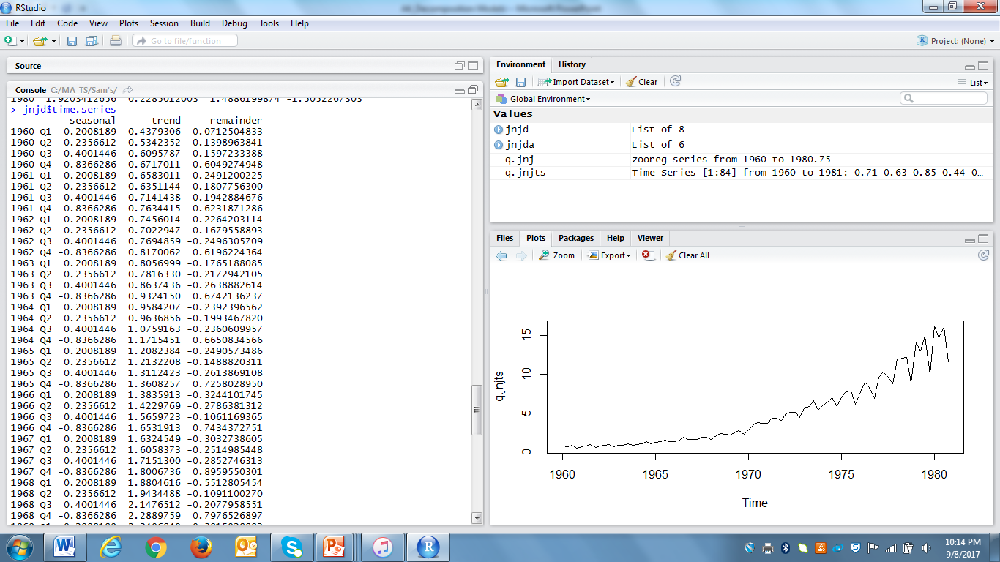 RStudio
File Edit Code View Plots Session Build Debug Tools Help
Go to file/function
Project: (None)
Source
Console C:/MA_TS/Sam's/
> jnjd$time.series
seasonal trend remainder
1960 Q1 0.2008189 0.4379306 0.0712504833
1960 Q2 0.2356612 0.5342352 -0.1398963841
1960 Q3 0.4001446 0.6095787 -0.1597233388
1960 Q4 -0.8366286 0.6717011 0.6049274948
1961 Q1 0.2008189 0.6583011 -0.2491200225
1961 Q2 0.2356612 0.6351144 -0.1807756300
1961 Q3 0.4001446 0.7141438 -0.1942884676
1961 Q4 -0.8366286 0.7634415 0.6231871286
1962 Q1 0.2008189 0.7456014 -0.2264203114
1962 Q2 0.2356612 0.7022947 -0.1679558893
1962 Q3 0.4001446 0.7694859 -0.2496305709
1962 Q4 -0.8366286 0.8170062 0.6196224364
1963 Q1 0.2008189 0.8056999 -0.1765188085
1963 Q2 0.2356612 0.7816330 -0.2172942105
1963 Q3 0.4001446 0.8637436 -0.2638882614
1963 Q4 -0.8366286 0.9324150 0.6742136237
1964 Q1 0.2008189 0.9584207 -0.2392396562
1964 Q2 0.2356612 0.9636856 -0.1993467820
1964 Q3 0.4001446 1.0759163 -0.2360609957
1964 Q4 -0.8366286 1.1715451 0.6650834566
1965 Q1 0.2008189 1.2082384 -0.2490573486
1965 Q2 0.2356612 1.2132208 -0.1488820311
1965 Q3 0.4001446 1.3112423 -0.2613869108
1965 Q4 -0.8366286 1.3608257 0.7258028950
1966 Q1 0.2008189 1.3835913 -0.3244101745
1966 Q2 0.2356612 1.4229769 -0.2786381312
1966 Q3 0.4001446 1.5659723 -0.1061169365
1966 Q4 -0.8366286 1.6531913 0.7434372751
1967 Q1 0.2008189 1.6324549 -0.3032738605
1967 Q2 0.2356612 1.6058373 -0.2514985448
1967 Q3 0.4001446 1.7151300 -0.2852746313
1967 Q4 -0.8366286 1.8006736 0.8959550301
1968 Q1 0.2008189 1.8804616 -0.5512805454
1968 Q2 0.2356612 1.9434488 -0.1091100270
1968 Q3 0.4001446 2.1476512 -0.2077958551
1968 Q4 -0.8366286 2.2889759 0.7976526897
Environment History
Import Dataset Clear List
Global Environment
Values
jnjd List of 8
jnjda List of 6
q.jnj zooreg series from 1960 to 1980.75
q.jnjts Time-Series [1:84] from 1960 to 1981: 0.71 0.63 0.85 0.44 0…
Files Plots Packages Help Viewer
Zoom Export Clear All
15
10
5
0
q.jnjts
1960 1965 1970 1975 1980
Time
10:14 PM
9/8/2017